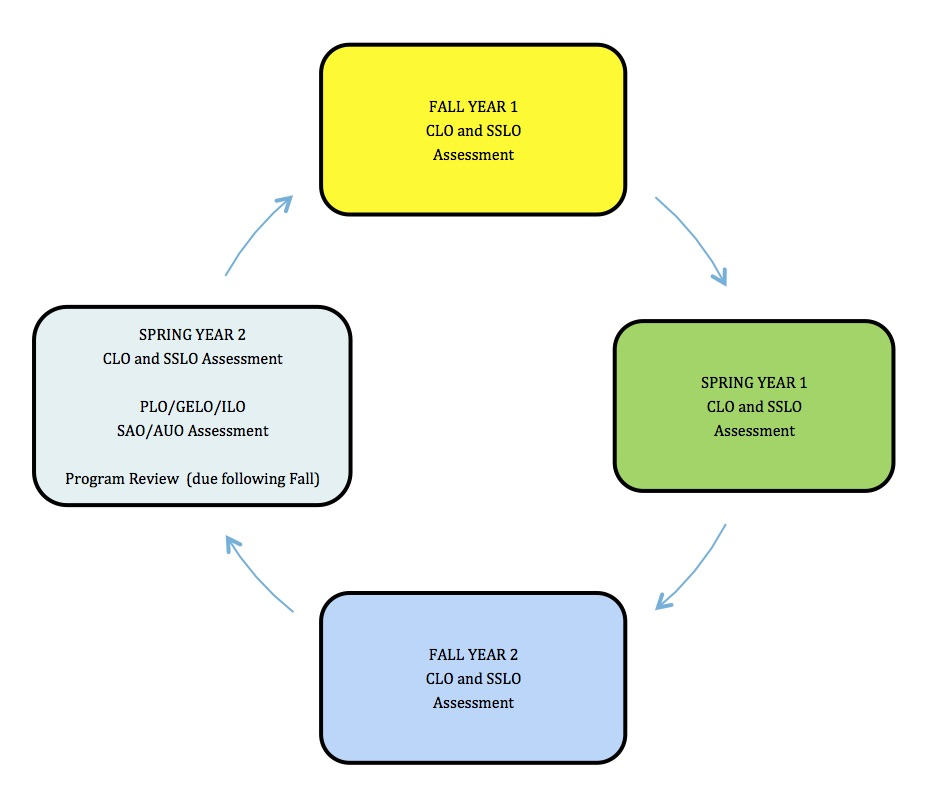 FALL YEAR 1
CLO and SSLO
Assessment
SPRING YEAR 1
CLO and SSLO
Assessment
FALL YEAR 2
CLO and SSLO
Assessment
SPRING YEAR 2
CLO and SSLO Assessment
PLO/GELO/ILO
SAO/AUO Assessment
Program Review  (due following Fall)